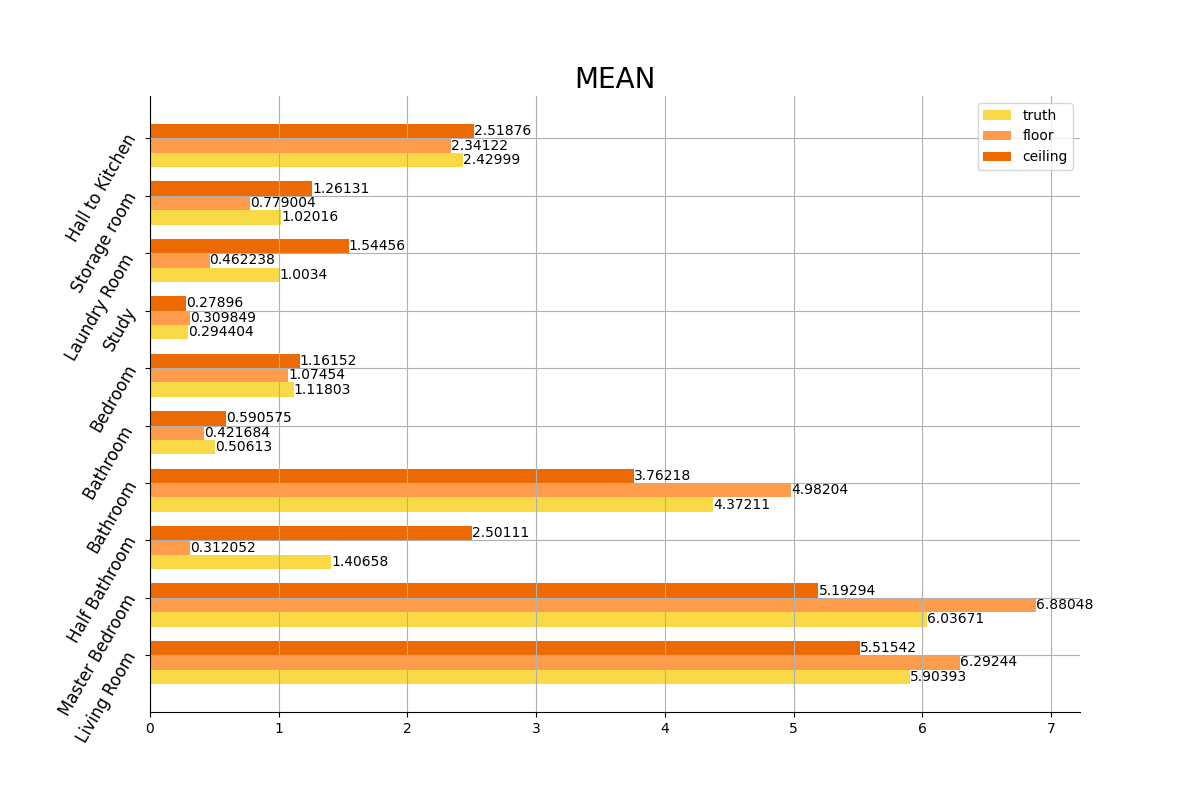 MEAN
truth
floor
ceiling
Hall to Kitchen
2.51876
2.34122
2.42999
Storage room
1.26131
0.779004
1.02016
Laundry Room
1.54456
0.462238
1.0034
Study
0.27896
0.309849
0.294404
Bedroom
1.16152
1.07454
1.11803
Bathroom
0.590575
0.421684
0.50613
Bathroom
3.76218
4.98204
4.37211
Half Bathroom
2.50111
0.312052
1.40658
Master Bedroom
5.19294
6.88048
6.03671
Living Room
5.51542
6.29244
5.90393
0 1 2 3 4 5 6 7